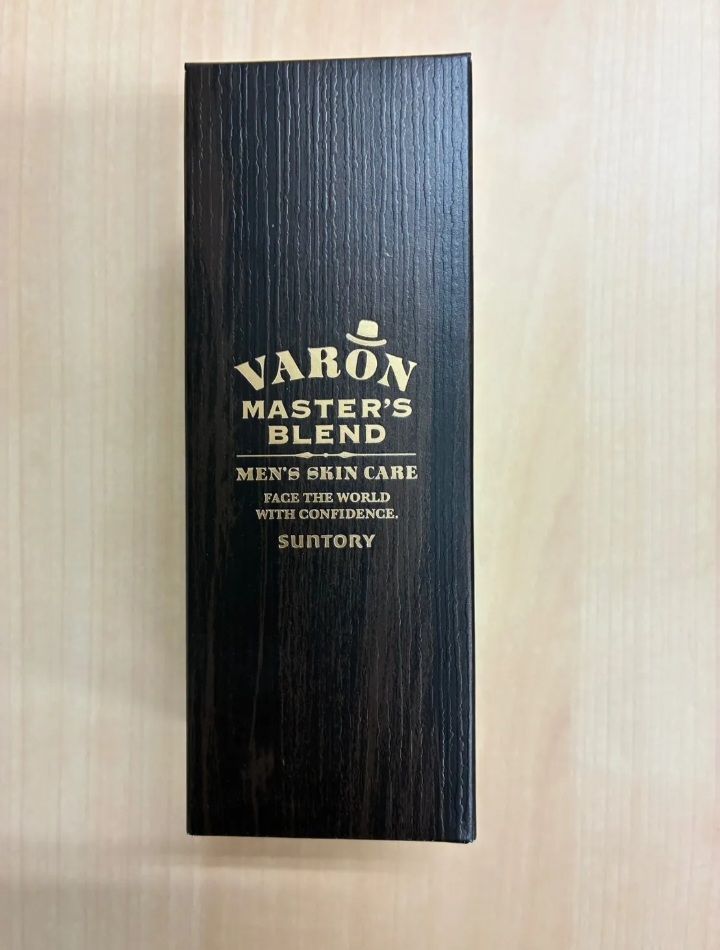 VARON
MASTER'S
BLEND
MEN'S SKIN CARE
FACE THE WORLD
WITH CONFIDENCE.
SUNTORY